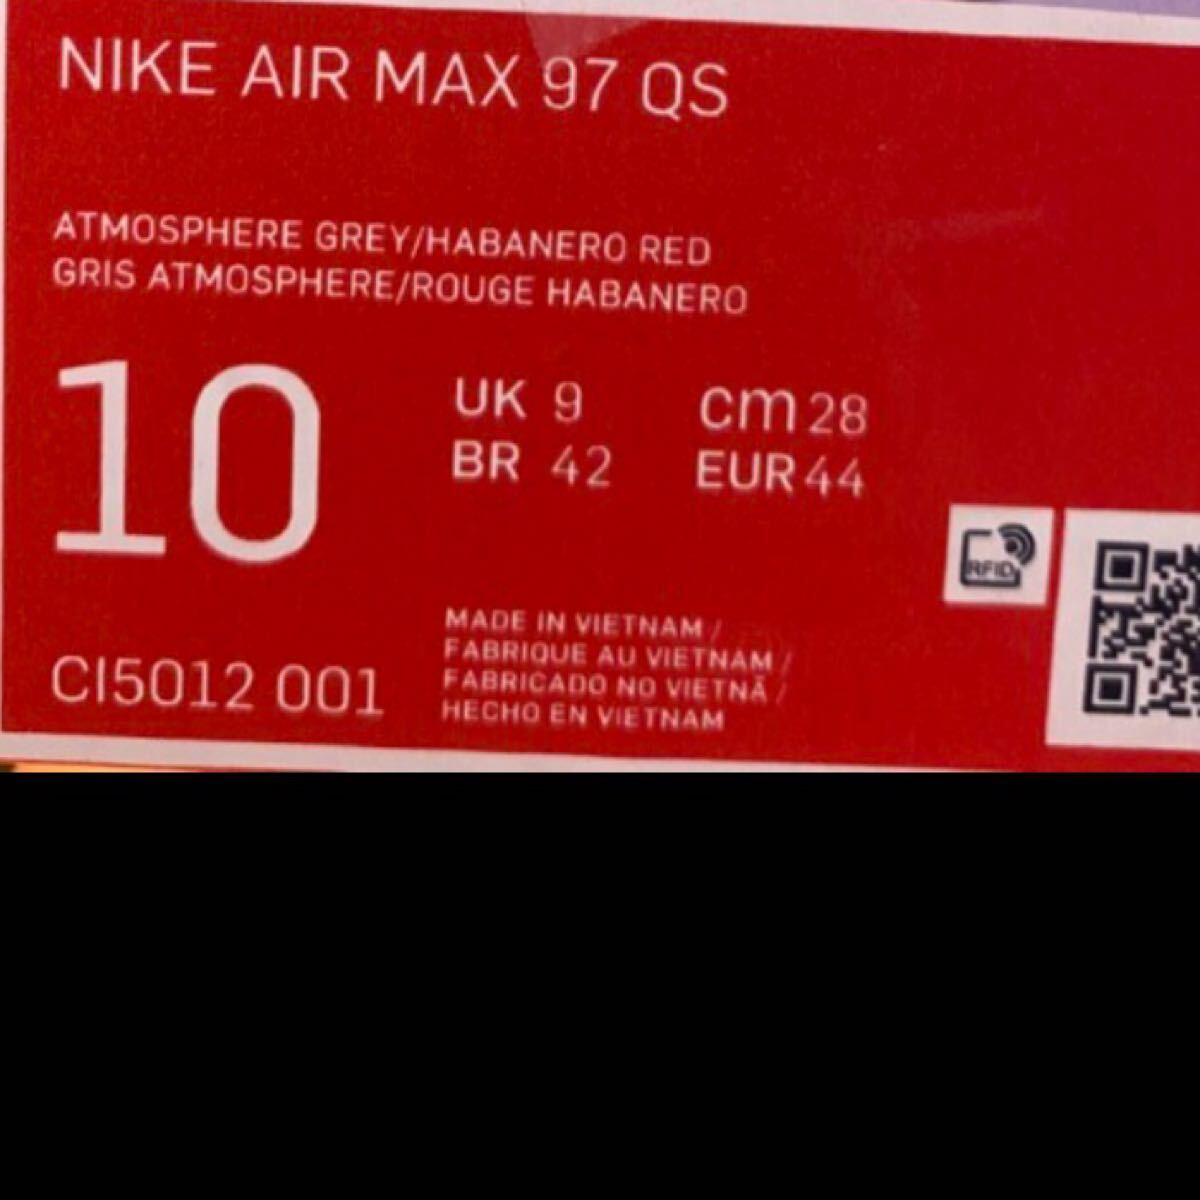 NIKE AIR MAX 97 QS
ATMOSPHERE GREY/HABANERO RED
GRIS ATMOSPHERE/ROUGE HABANERO
10
UK 9 cm 28
BR 42 EUR 44
RFID
MADE IN VIETNAM /
FABRIQUE AU VIETNAM /
FABRICADO NO VIETNÃ /
HECHO EN VIETNAM
CI5012 001